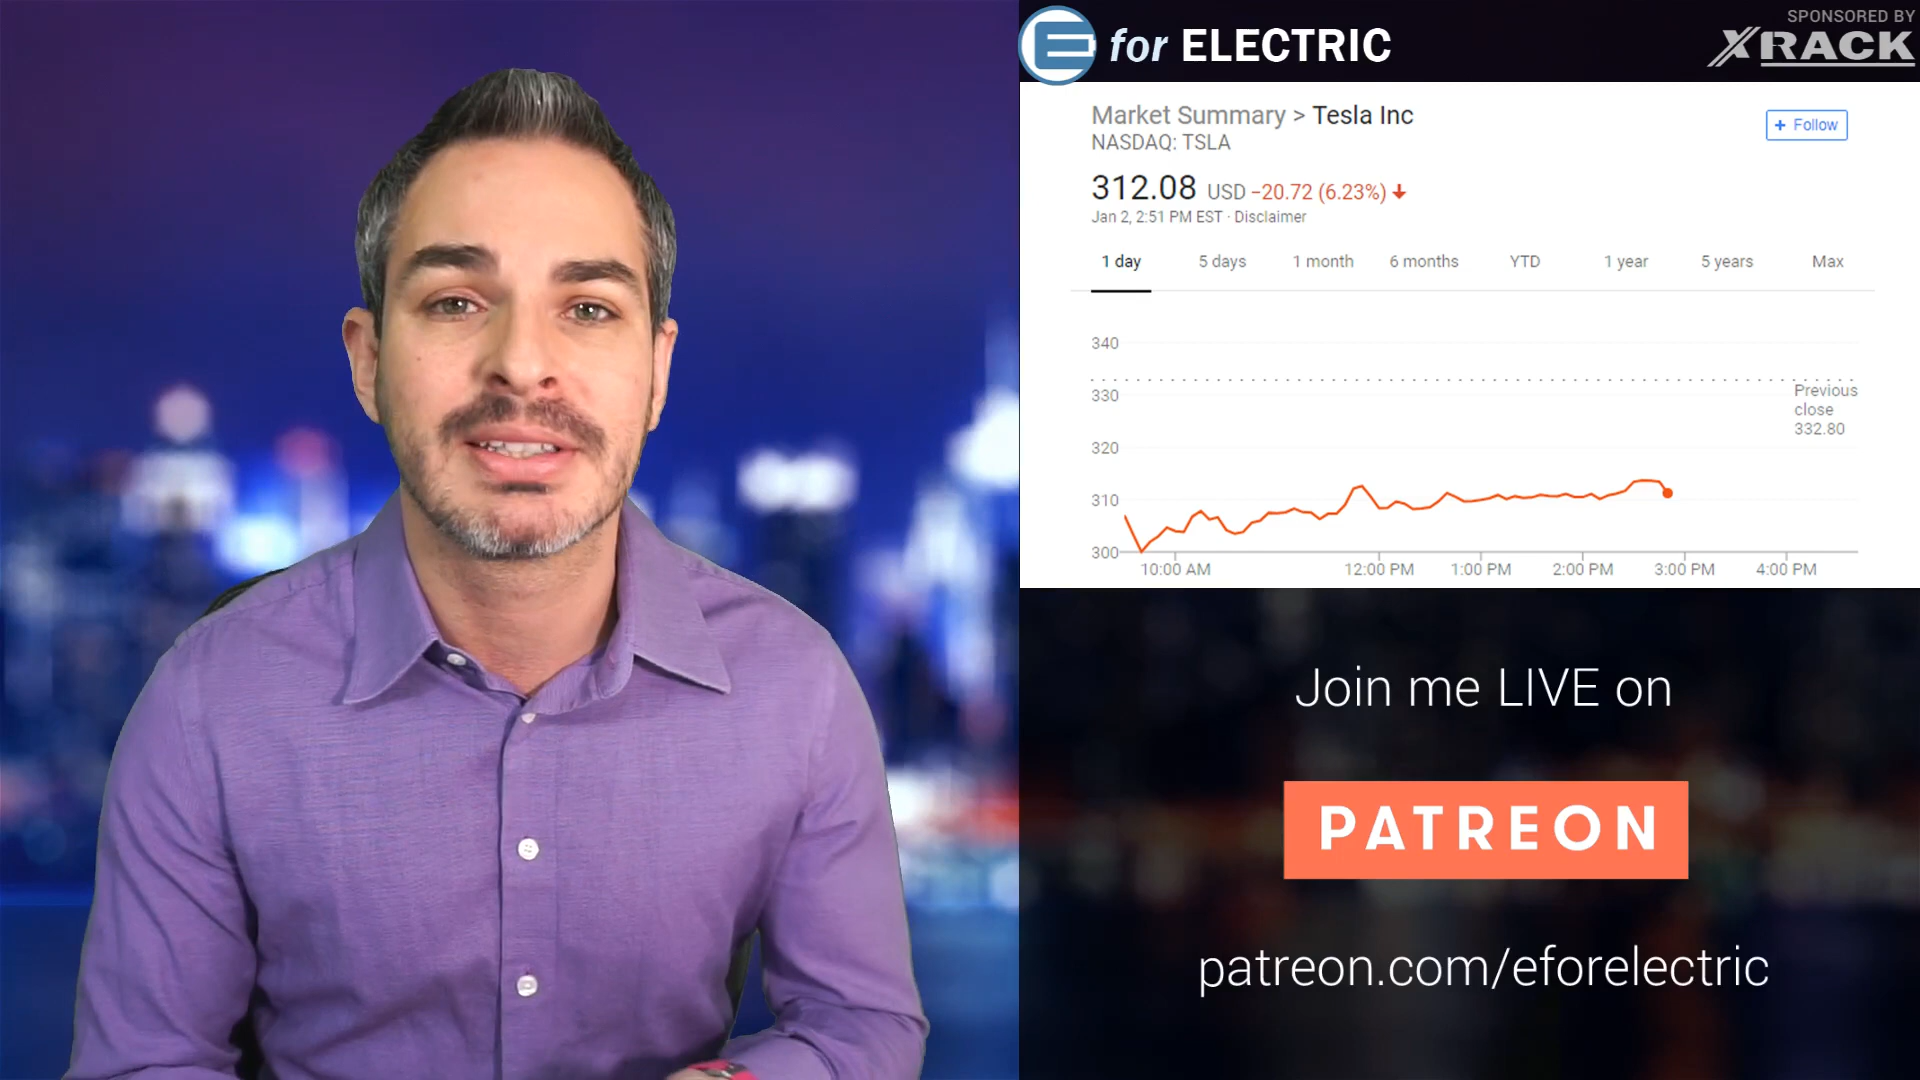 E for ELECTRIC
SPONSORED BY
XRACK
Market Summary > Tesla Inc
NASDAQ: TSLA
+ Follow
312.08 USD −20.72 (6.23%)
Jan 2, 2:51 PM EST · Disclaimer
1 day 5 days 1 month 6 months YTD 1 year 5 years Max
340
330
320
310
300
Previous
close
332.80
10:00 AM 12:00 PM 1:00 PM 2:00 PM 3:00 PM 4:00 PM
Join me LIVE on
PATREON
patreon.com/eforelectric